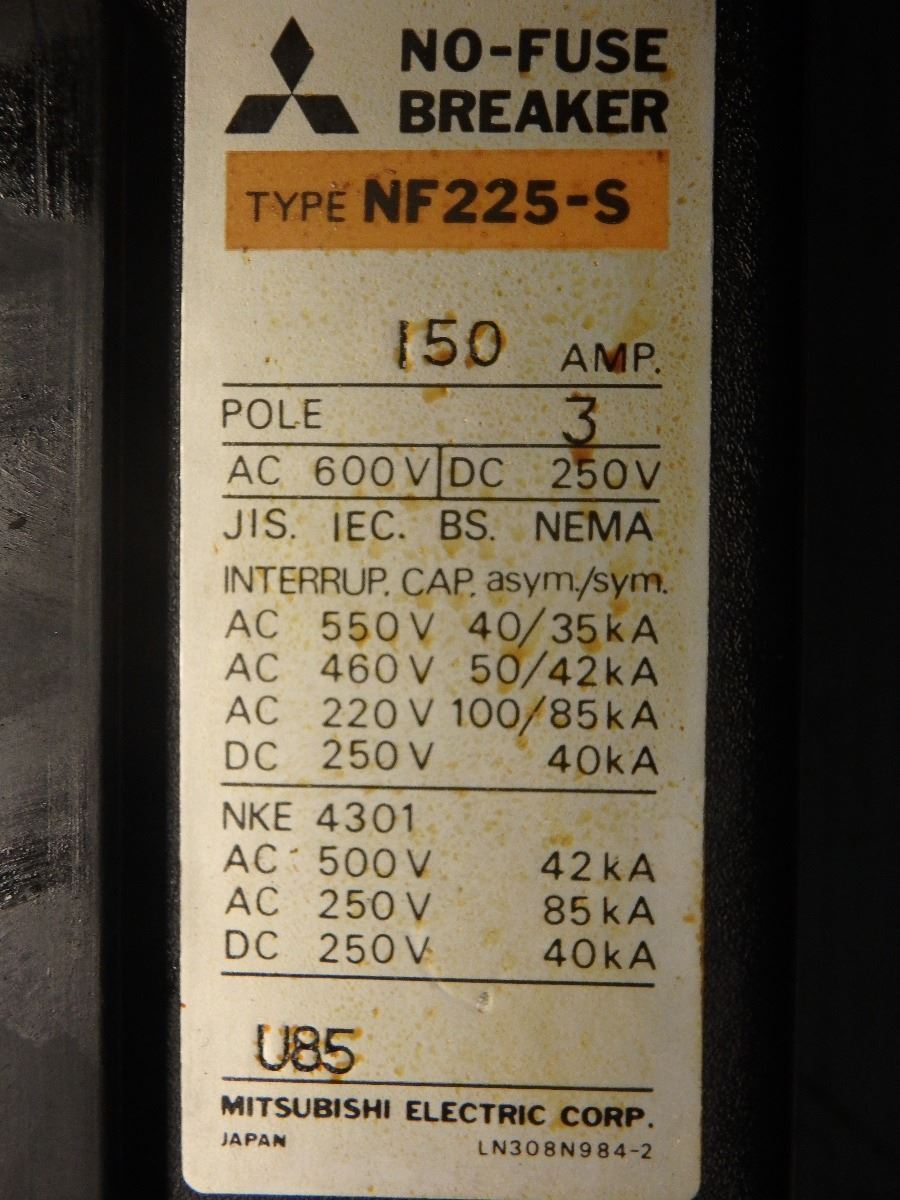 NO-FUSE
BREAKER
TYPE NF225-S
150 AMP.
POLE 3
AC 600V DC 250V
JIS. IEC. BS. NEMA
INTERRUP. CAP. asym./sym.
AC 550V 40/35kA
AC 460V 50/42kA
AC 220V 100/85kA
DC 250V 40kA
NKE 4301
AC 500V 42kA
AC 250V 85kA
DC 250V 40kA
U85
MITSUBISHI ELECTRIC CORP.
JAPAN LN308N984-2